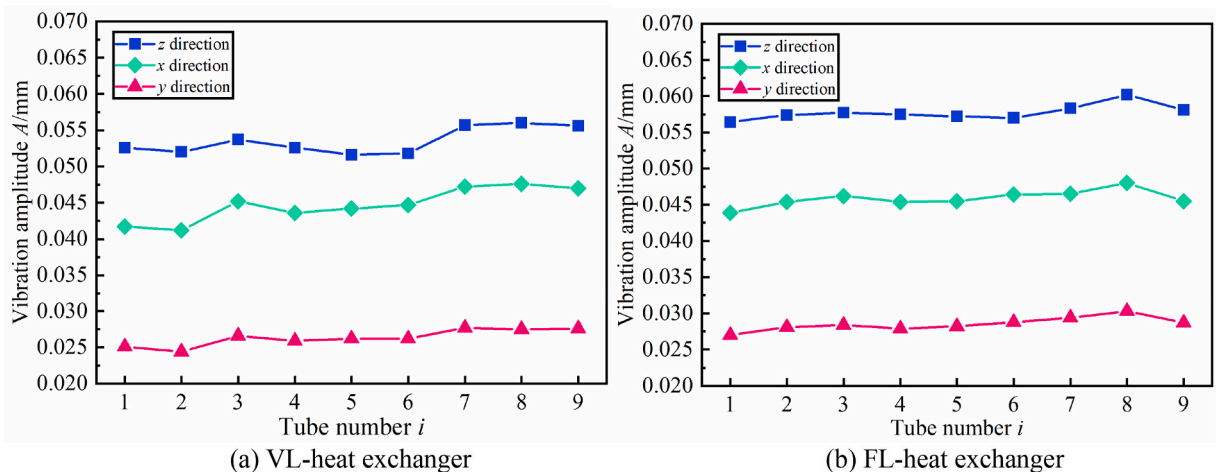 0.070
0.065
0.060
0.055
0.050
0.045
0.040
0.035
0.030
0.025
0.020
Vibration amplitude A/mm
z direction
x direction
y direction
1 2 3 4 5 6 7 8 9
Tube number i
(a) VL-heat exchanger
0.070
0.065
0.060
0.055
0.050
0.045
0.040
0.035
0.030
0.025
0.020
Vibration amplitude A/mm
z direction
x direction
y direction
1 2 3 4 5 6 7 8 9
Tube number i
(b) FL-heat exchanger